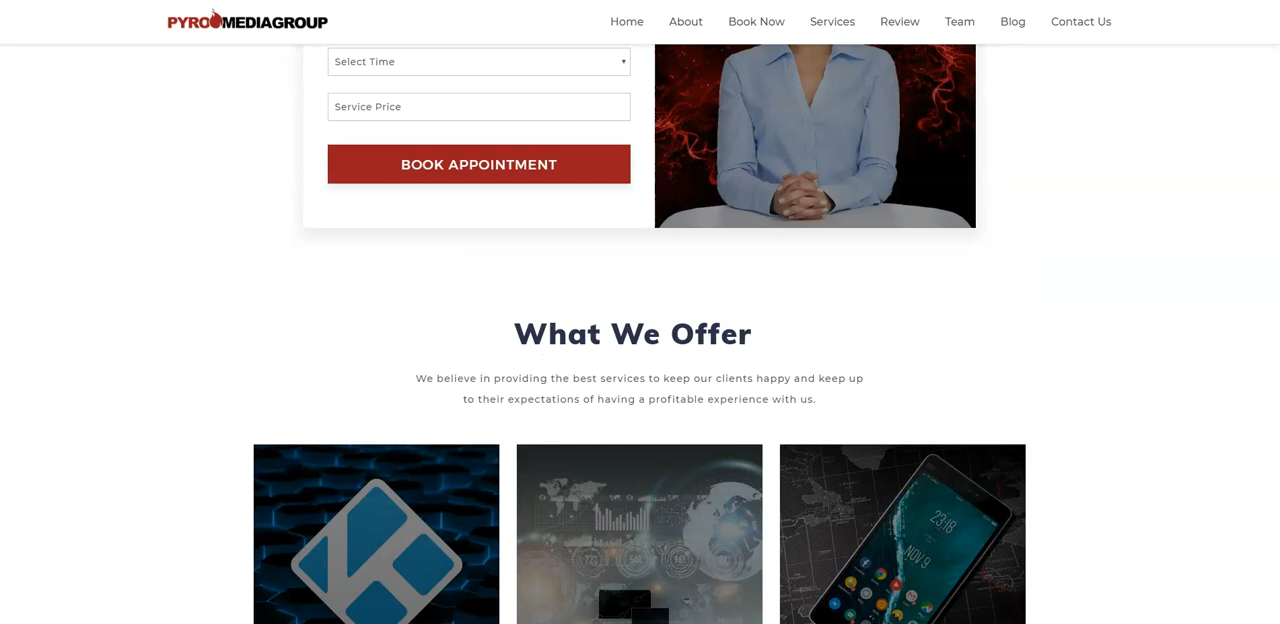 PYROMEDIAGROUP
Home About Book Now Services Review Team Blog Contact Us
Select Time
Service Price
BOOK APPOINTMENT
What We Offer
We believe in providing the best services to keep our clients happy and keep up
to their expectations of having a profitable experience with us.
23:18
NOV 9